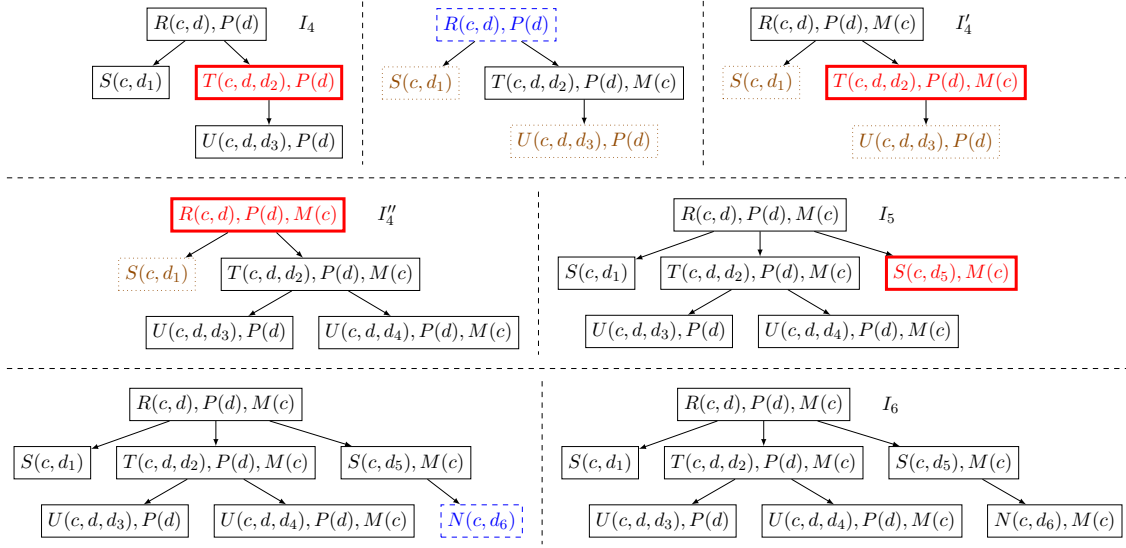 R(c, d), P(d) I₄
S(c, d₁) T(c, d, d₂), P(d)
U(c, d, d₃), P(d)
R(c, d), P(d)
S(c, d₁) T(c, d, d₂), P(d), M(c)
U(c, d, d₃), P(d)
R(c, d), P(d), M(c) I′₄
S(c, d₁) T(c, d, d₂), P(d), M(c)
U(c, d, d₃), P(d)
R(c, d), P(d), M(c) I″₄
S(c, d₁) T(c, d, d₂), P(d), M(c)
U(c, d, d₃), P(d) U(c, d, d₄), P(d), M(c)
R(c, d), P(d), M(c) I₅
S(c, d₁) T(c, d, d₂), P(d), M(c) S(c, d₅), M(c)
U(c, d, d₃), P(d) U(c, d, d₄), P(d), M(c)
R(c, d), P(d), M(c)
S(c, d₁) T(c, d, d₂), P(d), M(c) S(c, d₅), M(c)
U(c, d, d₃), P(d) U(c, d, d₄), P(d), M(c) N(c, d₆)
R(c, d), P(d), M(c) I₆
S(c, d₁) T(c, d, d₂), P(d), M(c) S(c, d₅), M(c)
U(c, d, d₃), P(d) U(c, d, d₄), P(d), M(c) N(c, d₆), M(c)